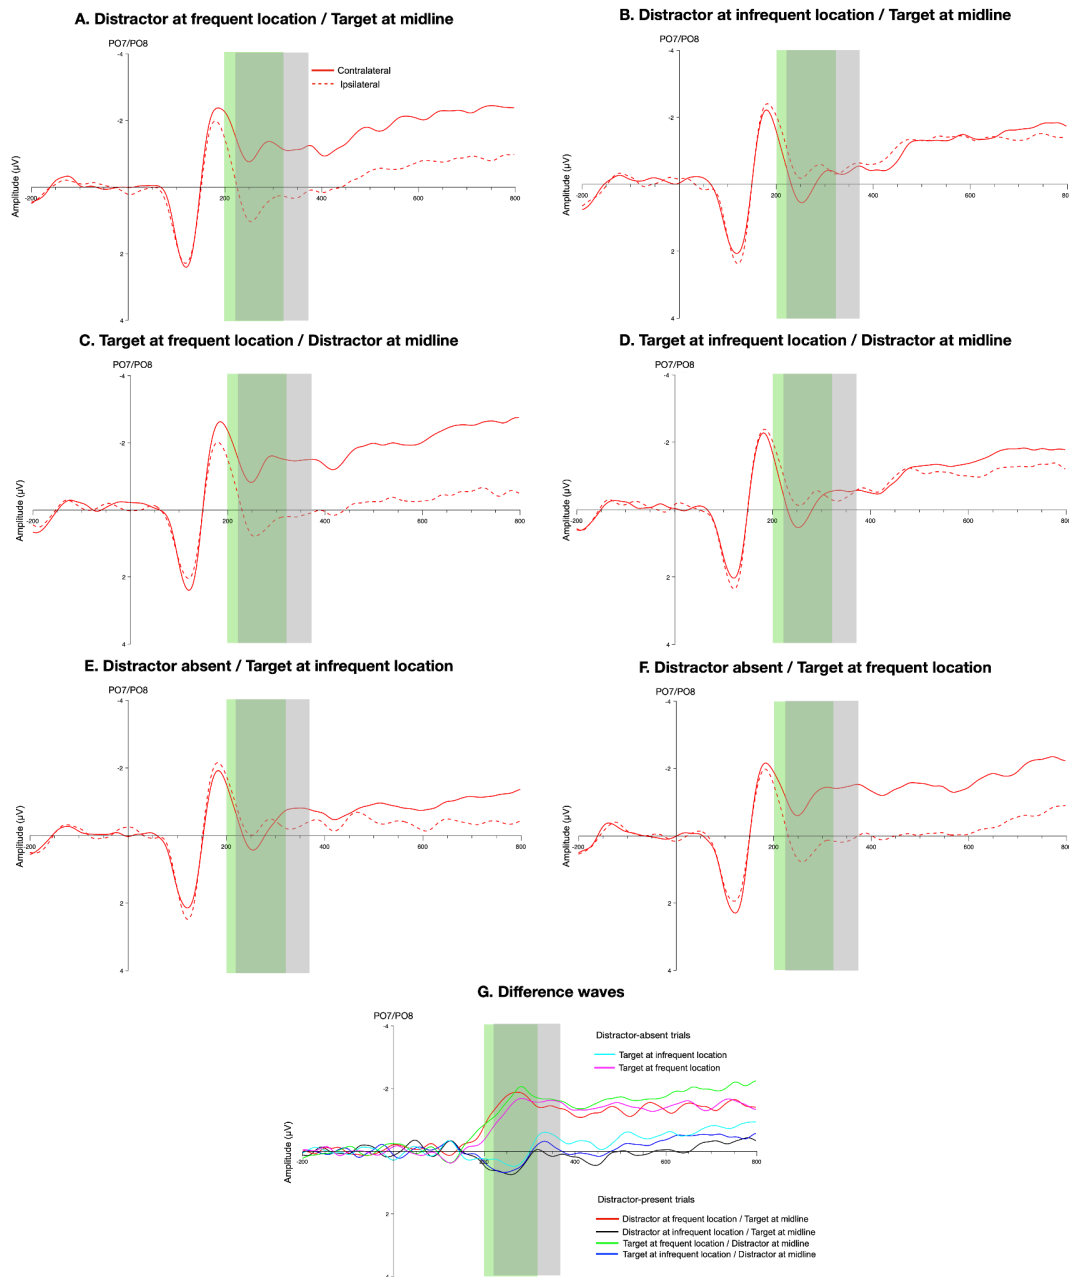 A. Distractor at frequent location / Target at midline
PO7/PO8
-4
Contralateral
Ipsilateral
-2
Amplitude (µV)
-200
200
400
600
800
2
4
B. Distractor at infrequent location / Target at midline
PO7/PO8
-4
-2
Amplitude (µV)
-200
200
400
600
800
2
4
C. Target at frequent location / Distractor at midline
PO7/PO8
-4
-2
Amplitude (µV)
-200
200
400
600
800
2
4
D. Target at infrequent location / Distractor at midline
PO7/PO8
-4
-2
Amplitude (µV)
-200
200
400
600
800
2
4
E. Distractor absent / Target at infrequent location
PO7/PO8
-4
-2
Amplitude (µV)
-200
200
400
600
800
2
4
F. Distractor absent / Target at frequent location
PO7/PO8
-4
-2
Amplitude (µV)
-200
200
400
600
800
2
4
G. Difference waves
PO7/PO8
-4
Distractor-absent trials
Target at infrequent location
Target at frequent location
-2
Amplitude (µV)
-200
200
400
600
800
2
4
Distractor-present trials
Distractor at frequent location / Target at midline
Distractor at infrequent location / Target at midline
Target at frequent location / Distractor at midline
Target at infrequent location / Distractor at midline